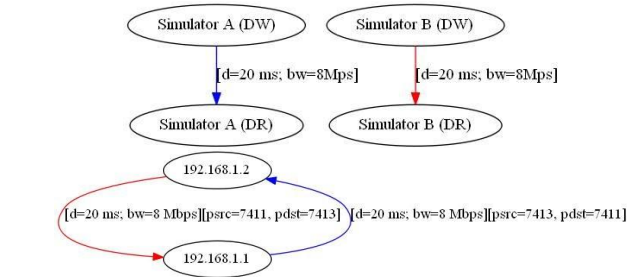 Simulator A (DW) Simulator B (DW)
[d=20 ms; bw=8Mps] [d=20 ms; bw=8Mps]
Simulator A (DR) Simulator B (DR)
192.168.1.2
[d=20 ms; bw=8 Mbps][psrc=7411, pdst=7413] [d=20 ms; bw=8 Mbps][psrc=7413, pdst=7411]
192.168.1.1